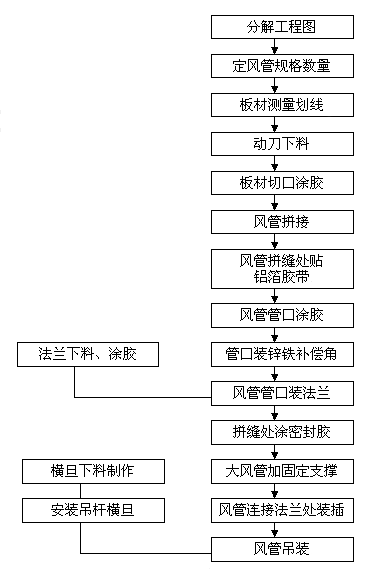 分解工程图
定风管规格数量
板材测量划线
动刀下料
板材切口涂胶
风管拼接
风管拼缝处贴
铝箔胶带
风管管口涂胶
法兰下料、涂胶
管口装锌铁补偿角
风管管口装法兰
拼缝处涂密封胶
横旦下料制作
大风管加固定支撑
安装吊杆横旦
风管连接法兰处装插
风管吊装